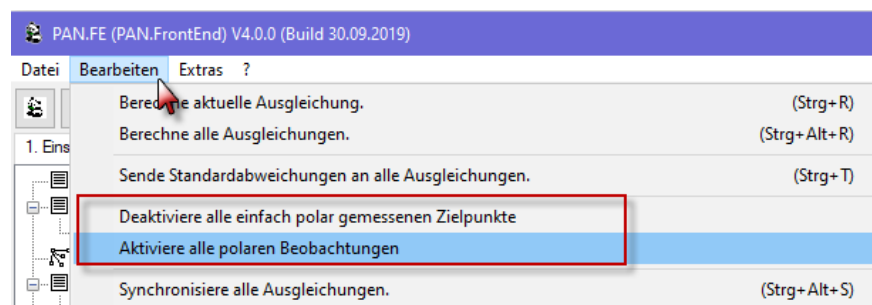 PAN.FE (PAN.FrontEnd) V4.0.0 (Build 30.09.2019)
Datei Bearbeiten Extras ?
Berechne aktuelle Ausgleichung. (Strg+R)
Berechne alle Ausgleichungen. (Strg+Alt+R)
1. Eins
Sende Standardabweichungen an alle Ausgleichungen. (Strg+T)
Deaktiviere alle einfach polar gemessenen Zielpunkte
Aktiviere alle polaren Beobachtungen
Synchronisiere alle Ausgleichungen. (Strg+Alt+S)